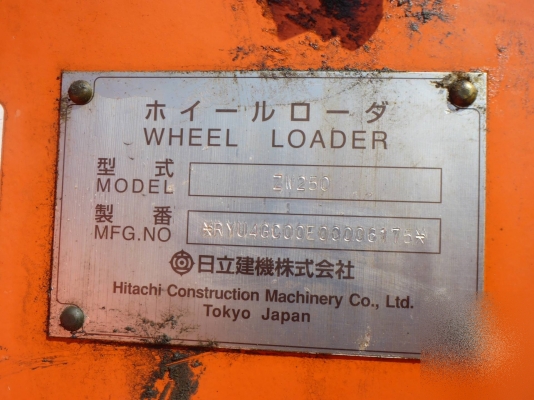 ホイールローダ
WHEEL LOADER
型式
MODEL ZW250
製番
MFG.NO
日立建機株式会社
Hitachi Construction Machinery Co., Ltd.
Tokyo Japan